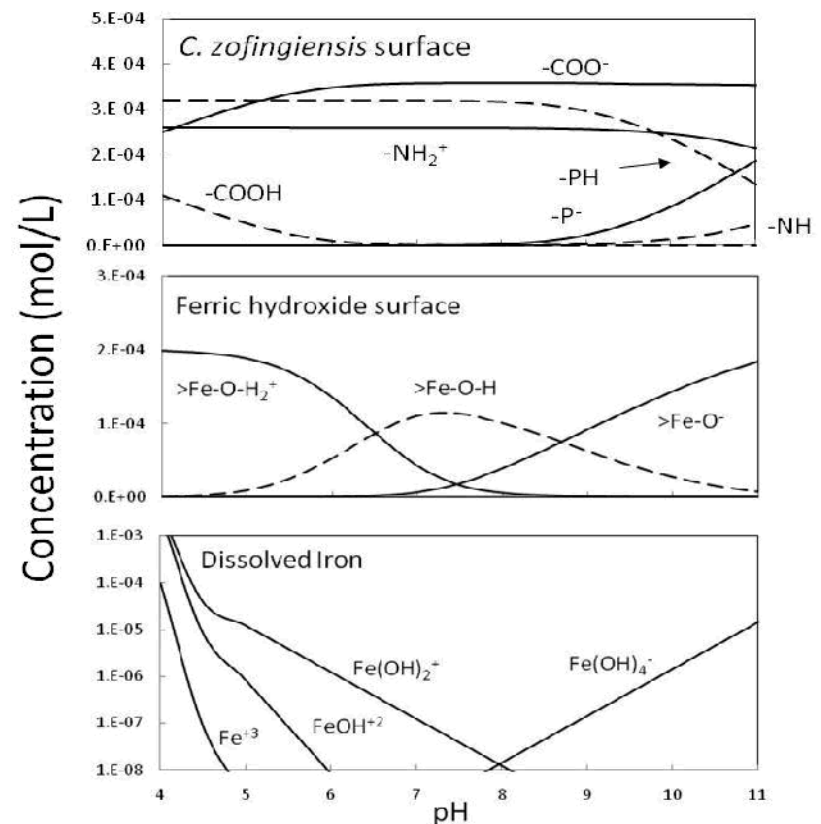 Concentration (mol/L)
5.E-04
4.E-04
3.E-04
2.E-04
1.E-04
0.E+00
C. zofingiensis surface
-COO⁻
-NH₂⁺
-PH
-COOH
-P⁻
-NH
3.E-04
2.E-04
1.E-04
0.E+00
Ferric hydroxide surface
>Fe-O-H₂⁺
>Fe-O-H
>Fe-O⁻
1.E-03
1.E-04
1.E-05
1.E-06
1.E-07
1.E-08
Dissolved Iron
Fe(OH)₂⁺
Fe(OH)₄⁻
Fe⁺³
FeOH⁺²
4 5 6 7 8 9 10 11
pH